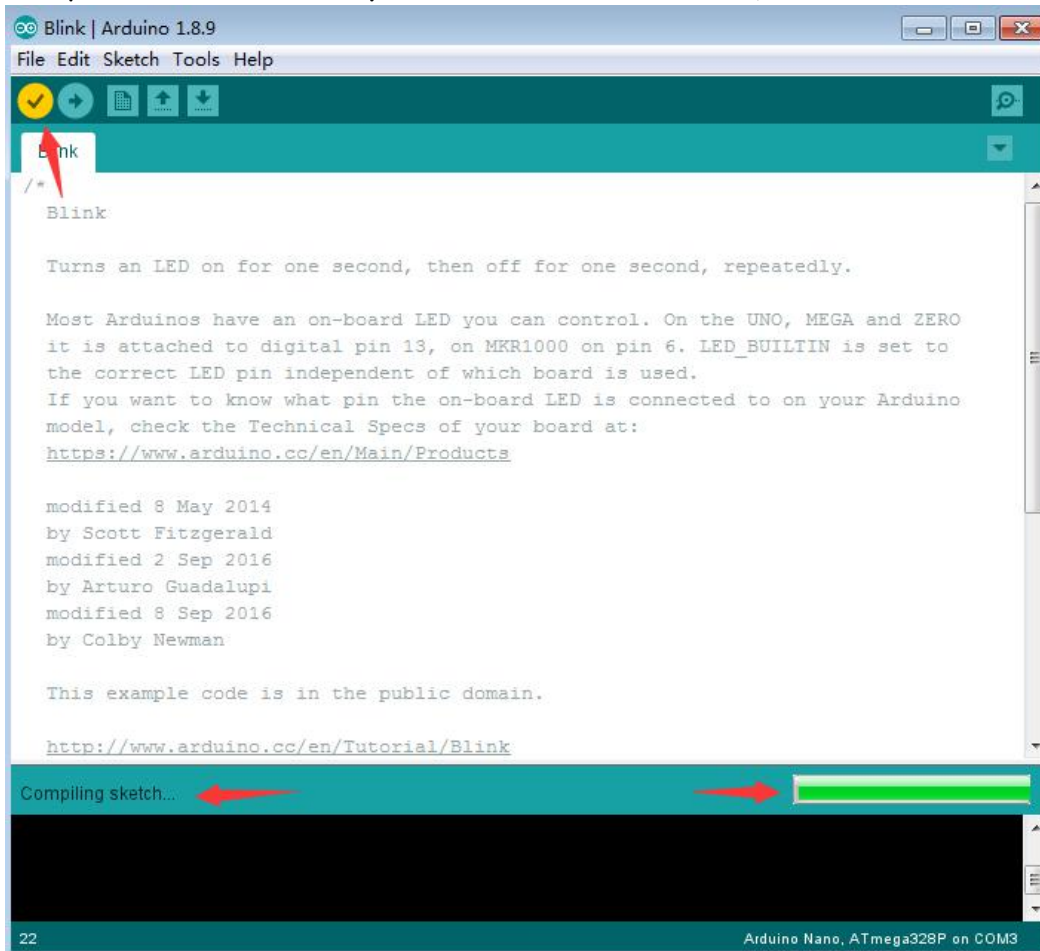 Blink | Arduino 1.8.9
File Edit Sketch Tools Help
/*
Blink
Turns an LED on for one second, then off for one second, repeatedly.
Most Arduinos have an on-board LED you can control. On the UNO, MEGA and ZERO
it is attached to digital pin 13, on MKR1000 on pin 6. LED_BUILTIN is set to
the correct LED pin independent of which board is used.
If you want to know what pin the on-board LED is connected to on your Arduino
model, check the Technical Specs of your board at:
https://www.arduino.cc/en/Main/Products
modified 8 May 2014
by Scott Fitzgerald
modified 2 Sep 2016
by Arturo Guadalupi
modified 8 Sep 2016
by Colby Newman
This example code is in the public domain.
http://www.arduino.cc/en/Tutorial/Blink
Compiling sketch...
22
Arduino Nano, ATmega328P on COM3